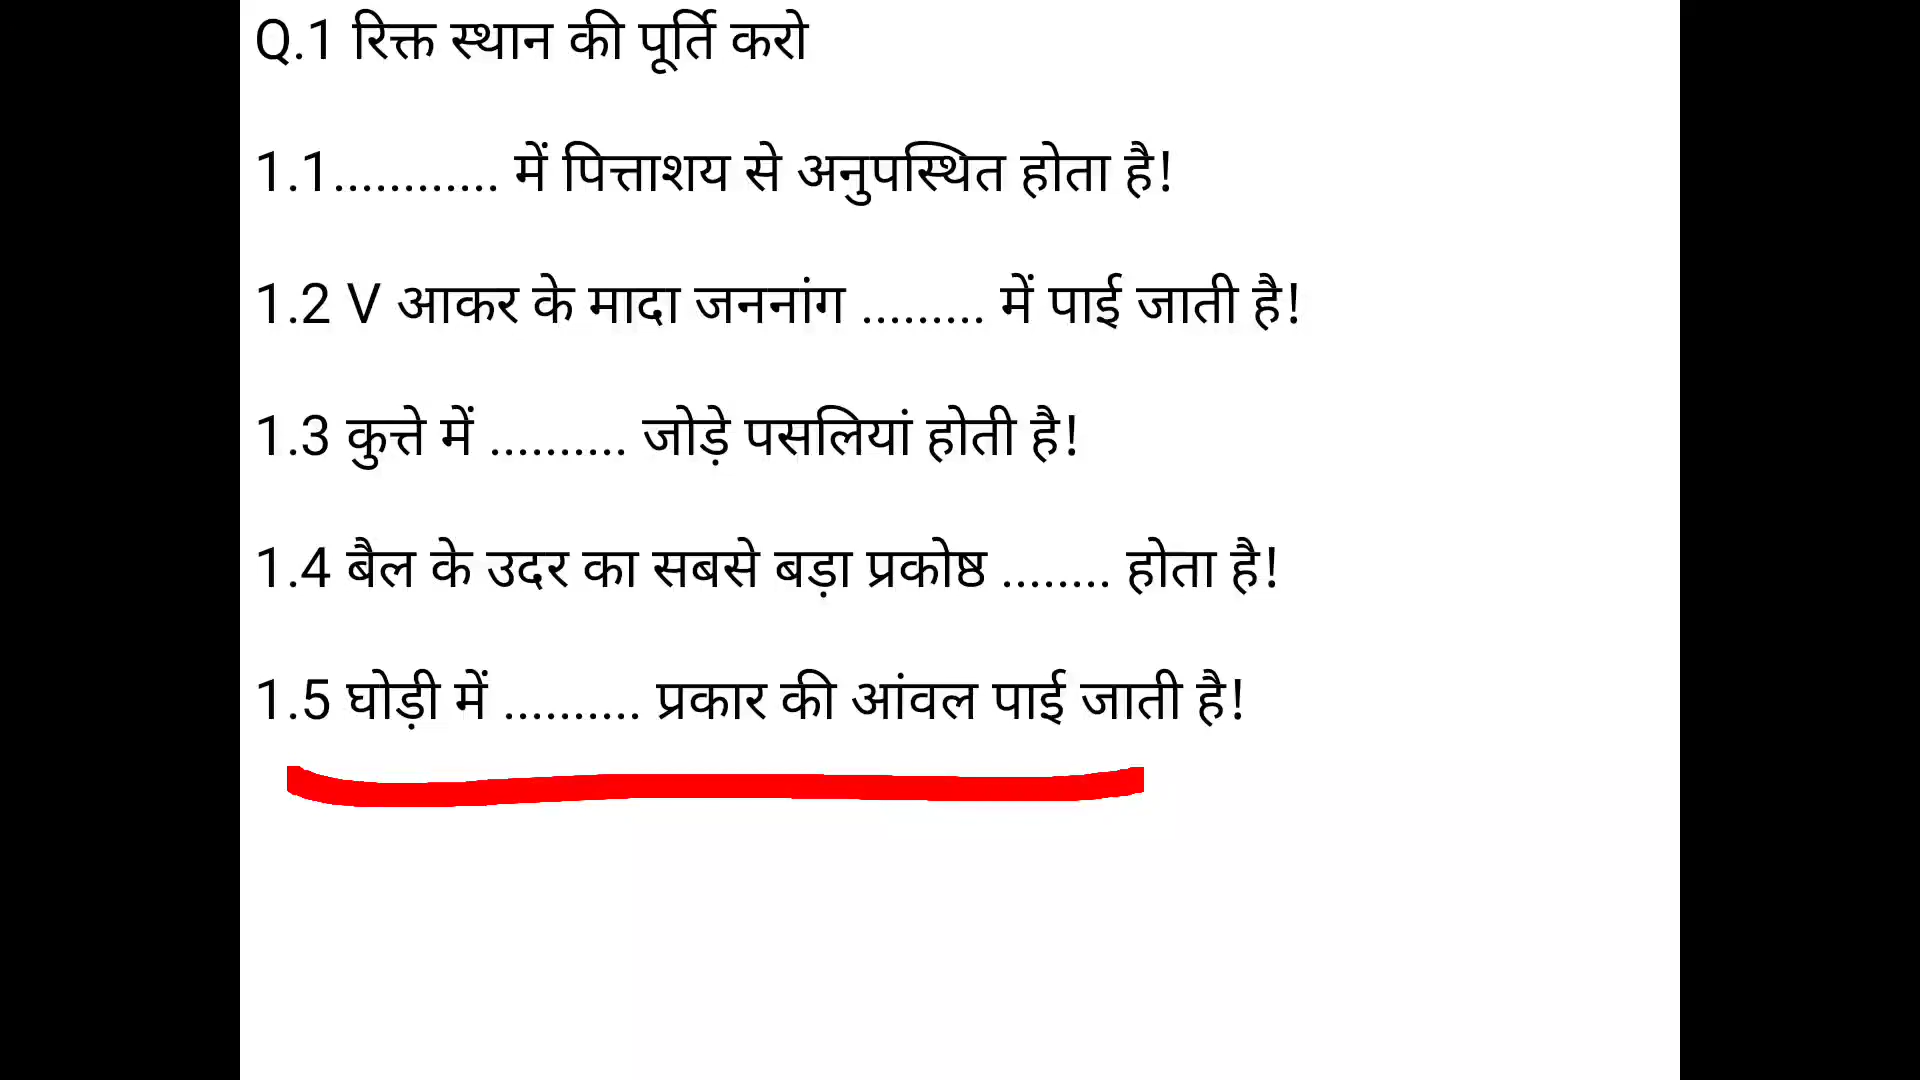 Q.1 रिक्त स्थान की पूर्ति करो
1.1............ में पित्ताशय से अनुपस्थित होता है!
1.2 V आकर के मादा जननांग ......... में पाई जाती है!
1.3 कुत्ते में .......... जोड़े पसलियां होती है!
1.4 बैल के उदर का सबसे बड़ा प्रकोष्ठ ........ होता है!
1.5 घोड़ी में .......... प्रकार की आंवल पाई जाती है!